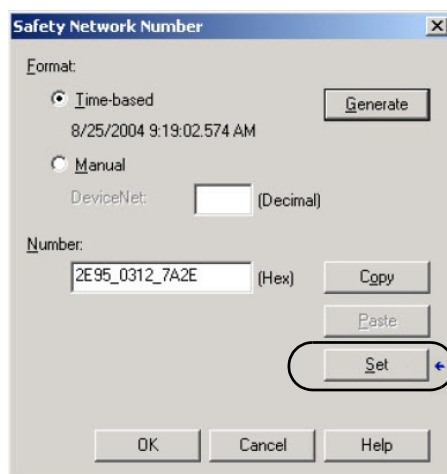 Safety Network Number
Format:
Time-based
Generate
8/25/2004 9:19:02.574 AM
Manual
DeviceNet:
(Decimal)
Number:
2E95_0312_7A2E
(Hex)
Copy
Paste
Set
OK
Cancel
Help